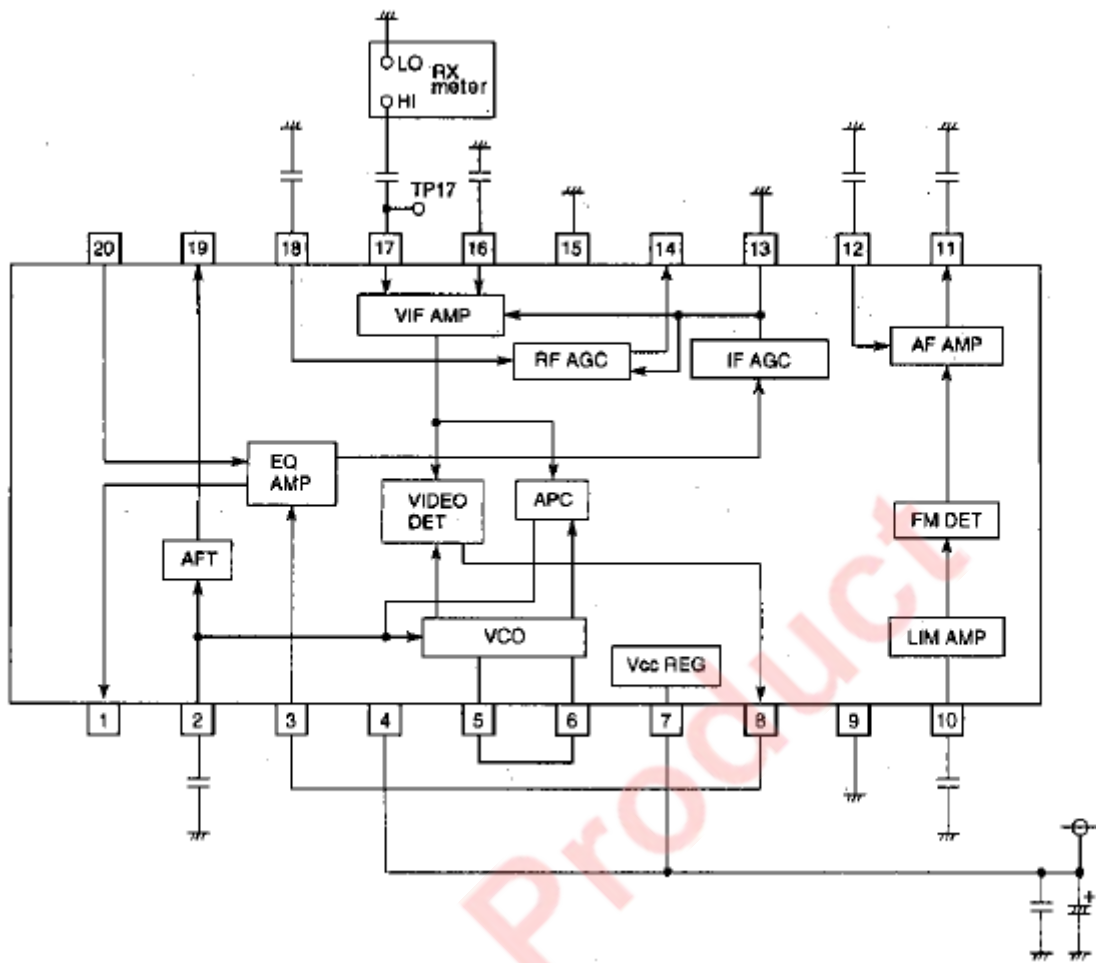 LO
RX
meter
HI
TP17
20
19
18
17
16
15
14
13
12
11
VIF AMP
RF AGC
IF AGC
AF AMP
EQ
AMP
VIDEO
DET
APC
FM DET
AFT
VCO
LIM AMP
Vcc REG
1
2
3
4
5
6
7
8
9
10
+
Product